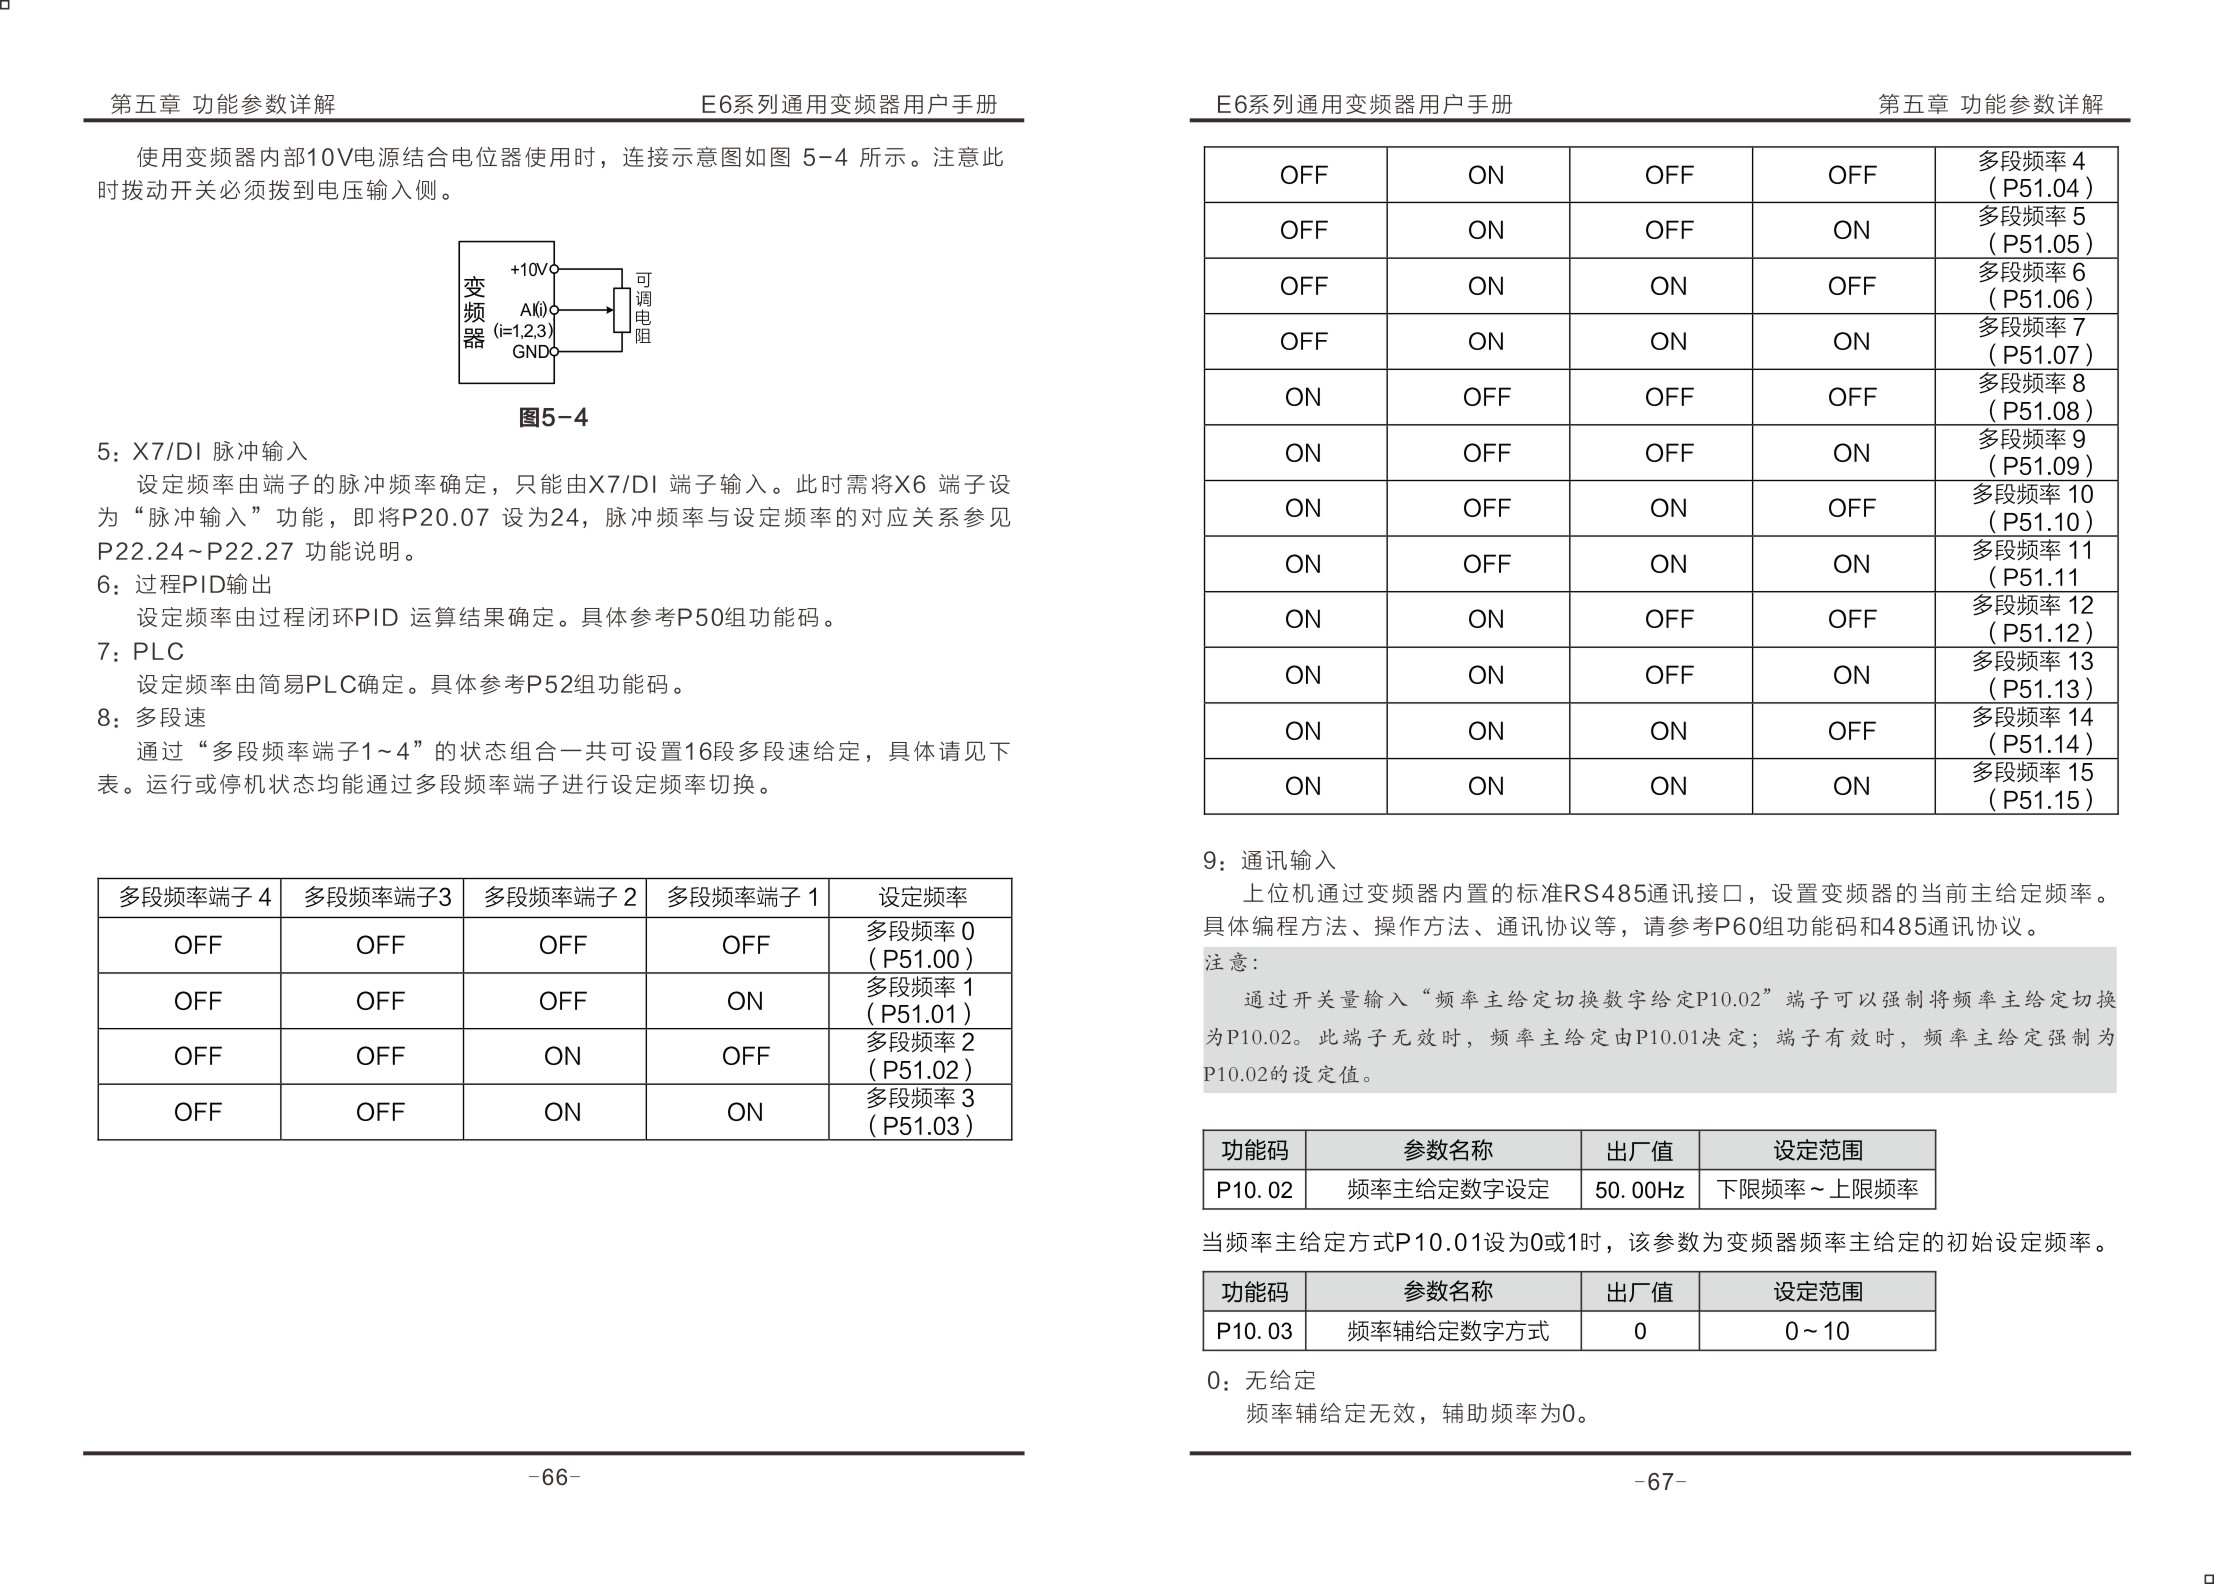 第五章 功能参数详解 E6系列通用变频器用户手册
使用变频器内部10V电源结合电位器使用时，连接示意图如图 5-4 所示。注意此
时拨动开关必须拨到电压输入侧。
变频器
+10V
AI(i)
(i=1,2,3)
GND
可调电阻
图5-4
5：X7/DI 脉冲输入
设定频率由端子的脉冲频率确定，只能由X7/DI 端子输入。此时需将X6 端子设
为“脉冲输入”功能，即将P20.07 设为24，脉冲频率与设定频率的对应关系参见
P22.24~P22.27 功能说明。
6：过程PID输出
设定频率由过程闭环PID 运算结果确定。具体参考P50组功能码。
7：PLC
设定频率由简易PLC确定。具体参考P52组功能码。
8：多段速
通过“多段频率端子1~4”的状态组合一共可设置16段多段速给定，具体请见下
表。运行或停机状态均能通过多段频率端子进行设定频率切换。
多段频率端子 4 多段频率端子3 多段频率端子 2 多段频率端子 1 设定频率
OFF OFF OFF OFF 多段频率 0
（P51.00）
OFF OFF OFF ON 多段频率 1
（P51.01）
OFF OFF ON OFF 多段频率 2
（P51.02）
OFF OFF ON ON 多段频率 3
（P51.03）
-66-
E6系列通用变频器用户手册 第五章 功能参数详解
OFF ON OFF OFF 多段频率 4
（P51.04）
OFF ON OFF ON 多段频率 5
（P51.05）
OFF ON ON OFF 多段频率 6
（P51.06）
OFF ON ON ON 多段频率 7
（P51.07）
ON OFF OFF OFF 多段频率 8
（P51.08）
ON OFF OFF ON 多段频率 9
（P51.09）
ON OFF ON OFF 多段频率 10
（P51.10）
ON OFF ON ON 多段频率 11
（P51.11
ON ON OFF OFF 多段频率 12
（P51.12）
ON ON OFF ON 多段频率 13
（P51.13）
ON ON ON OFF 多段频率 14
（P51.14）
ON ON ON ON 多段频率 15
（P51.15）
9：通讯输入
上位机通过变频器内置的标准RS485通讯接口，设置变频器的当前主给定频率。
具体编程方法、操作方法、通讯协议等，请参考P60组功能码和485通讯协议。
注意：
通过开关量输入“频率主给定切换数字给定P10.02”端子可以强制将频率主给定切换
为P10.02。此端子无效时，频率主给定由P10.01决定；端子有效时，频率主给定强制为
P10.02的设定值。
功能码 参数名称 出厂值 设定范围
P10.02 频率主给定数字设定 50.00Hz 下限频率~上限频率
当频率主给定方式P10.01设为0或1时，该参数为变频器频率主给定的初始设定频率。
功能码 参数名称 出厂值 设定范围
P10.03 频率辅给定数字方式 0 0~10
0：无给定
频率辅给定无效，辅助频率为0。
-67-